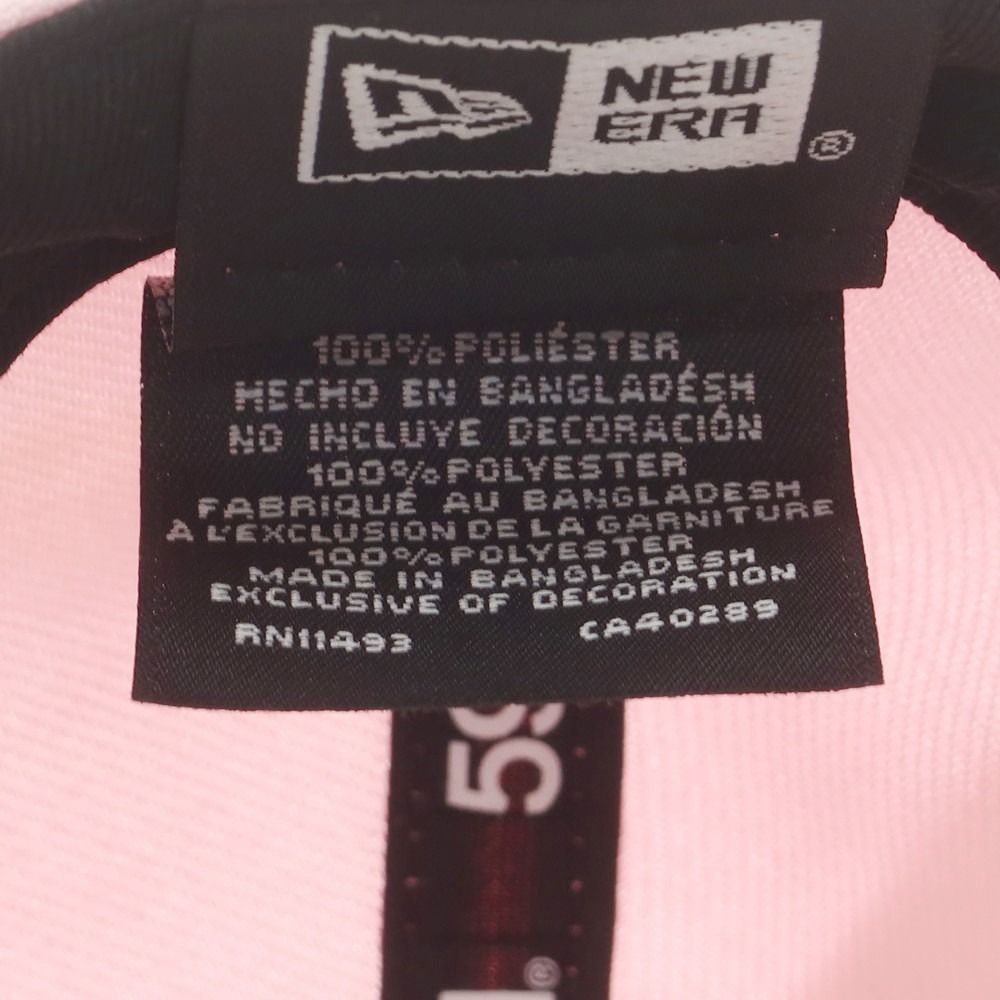 NEW
ERA
®
100% POLIÉSTER
HECHO EN BANGLADÉSH
NO INCLUYE DECORACIÓN
100% POLYESTER
FABRIQUÉ AU BANGLADESH
À L'EXCLUSION DE LA GARNITURE
100% POLYESTER
MADE IN BANGLADESH
EXCLUSIVE OF DECORATION
RN11493 CA40289
59
®